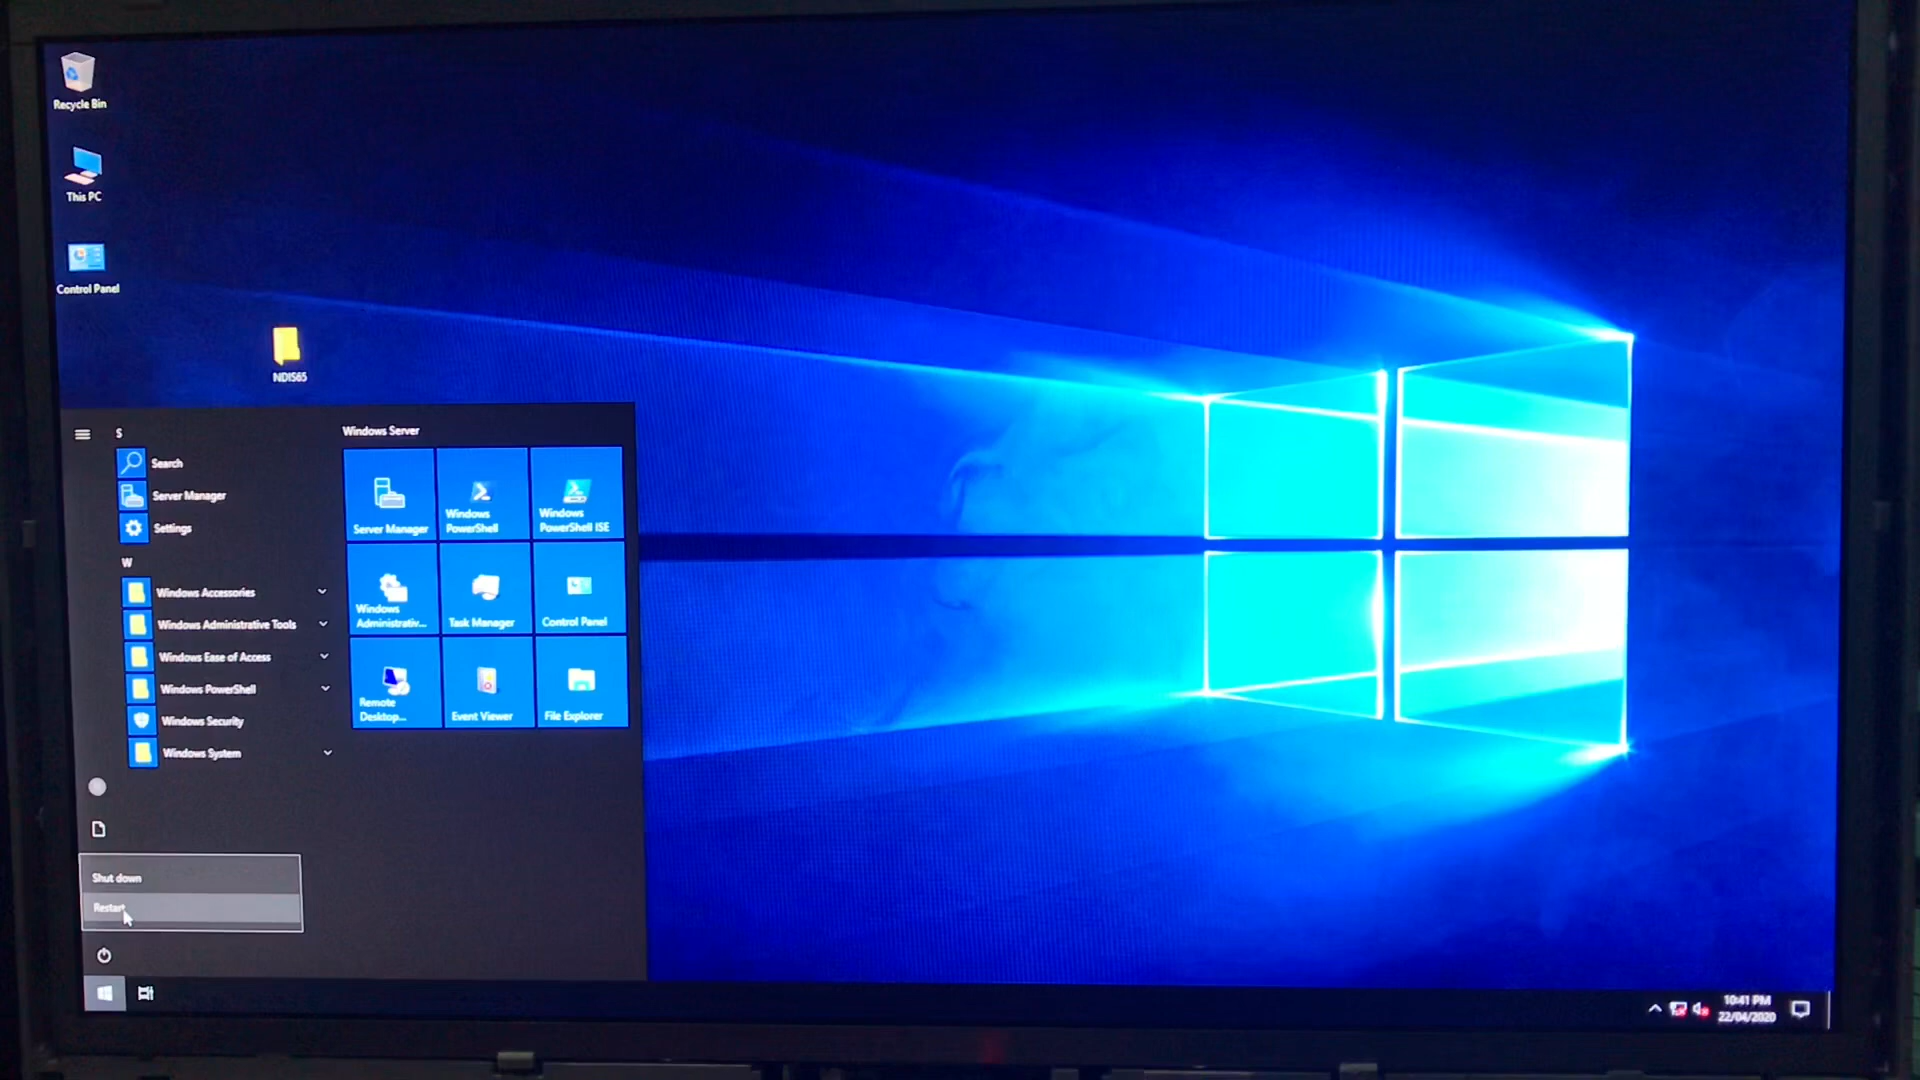 Recycle Bin
This PC
Control Panel
NDIS65
S
Search
Server Manager
Settings
W
Windows Accessories
Windows Administrative Tools
Windows Ease of Access
Windows PowerShell
Windows Security
Windows System
Shut down
Restart
Windows Server
Server Manager
Windows
PowerShell
Windows
PowerShell ISE
Windows
Administrativ...
Task Manager
Control Panel
Remote
Desktop...
Event Viewer
File Explorer
10:41 PM
22/04/2020